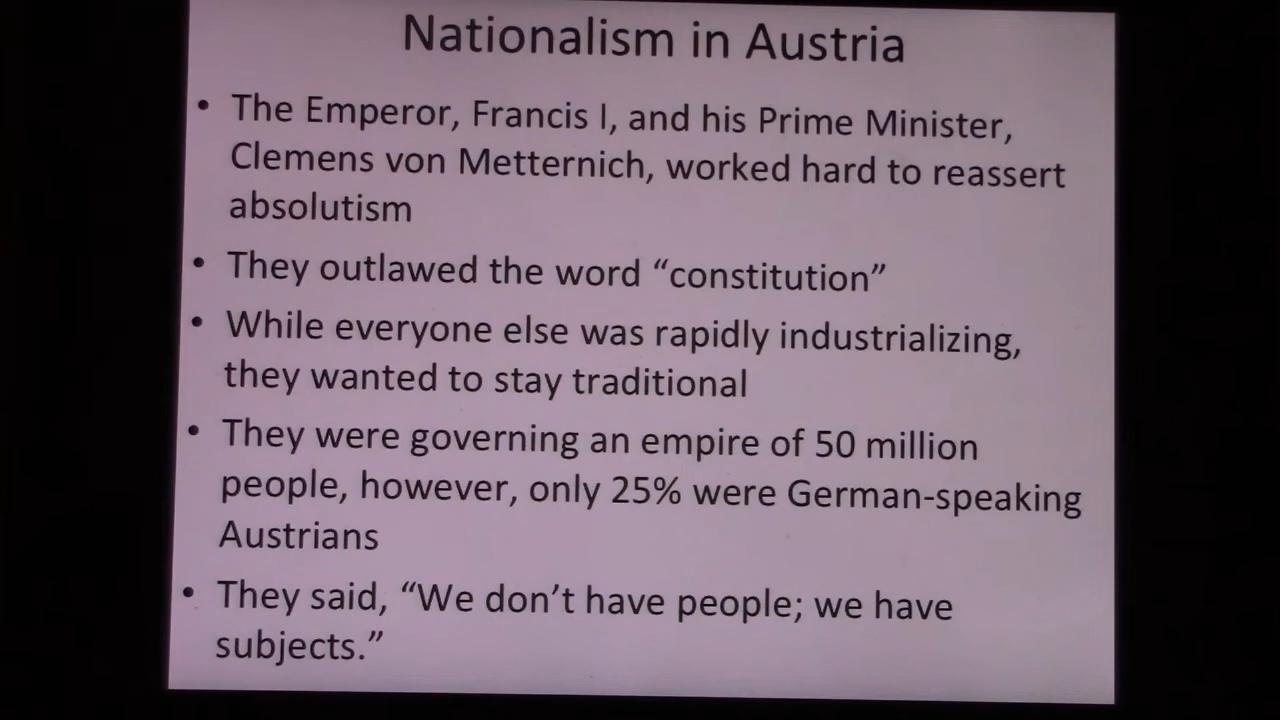 Nationalism in Austria
• The Emperor, Francis I, and his Prime Minister,
Clemens von Metternich, worked hard to reassert
absolutism
• They outlawed the word “constitution”
• While everyone else was rapidly industrializing,
they wanted to stay traditional
• They were governing an empire of 50 million
people, however, only 25% were German-speaking
Austrians
• They said, “We don’t have people; we have
subjects.”